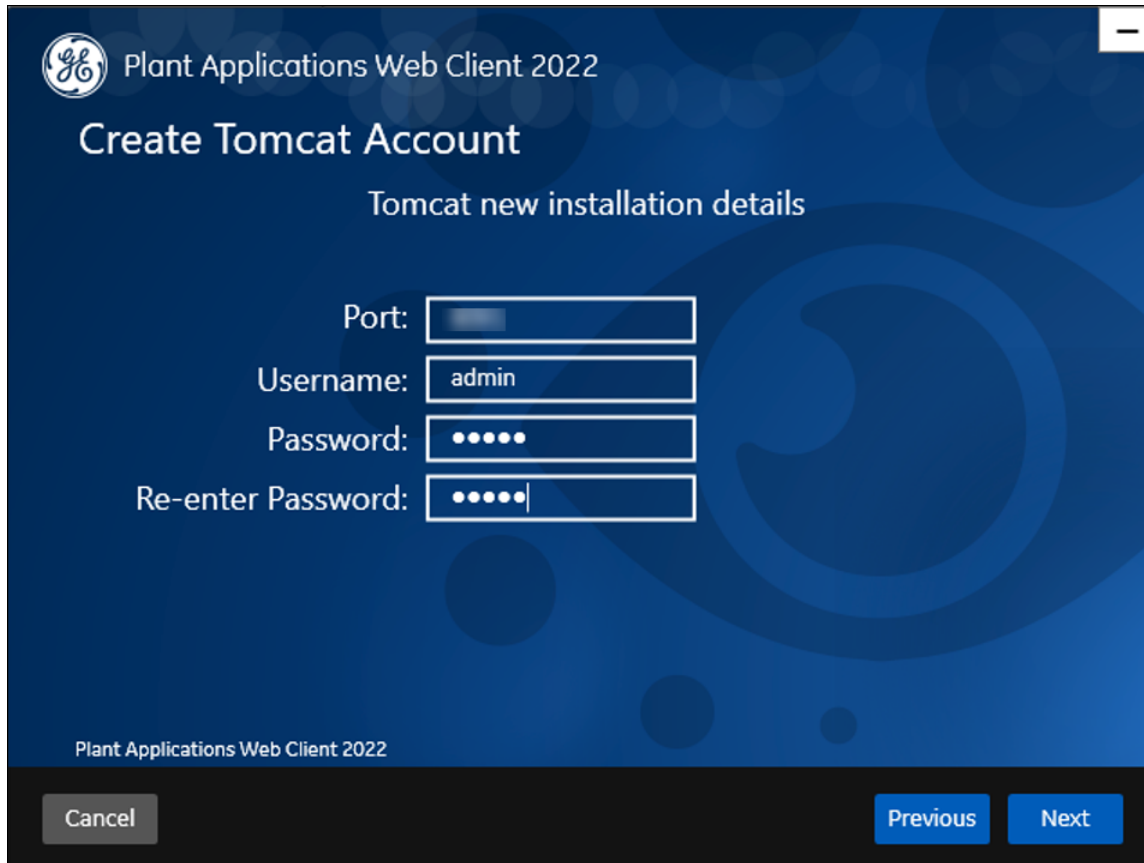 Plant Applications Web Client 2022
Create Tomcat Account
Tomcat new installation details
Port:
Username: admin
Password: •••••
Re-enter Password: •••••
Plant Applications Web Client 2022
Cancel Previous Next